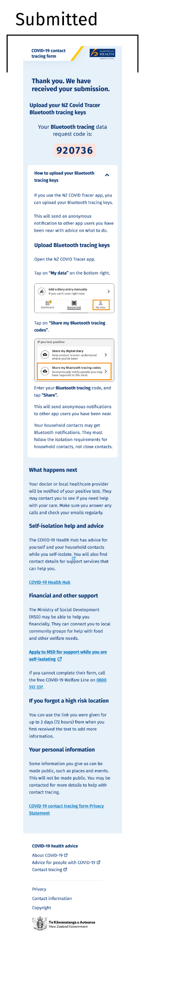 Submitted
COVID-19 contact
tracing form
MINISTRY OF
HEALTH
MANATŪ HAUORA
Thank you. We have
received your submission.
Upload your NZ Covid Tracer
Bluetooth tracing keys
Your Bluetooth tracing data
request code is:
920736
How to upload your Bluetooth
tracing keys
If you use the NZ COVID Tracer app, you
can upload your Bluetooth tracing keys.
This will send an anonymous
notification to other app users you have
been near with advice on what to do.
Upload Bluetooth tracing keys
Open the NZ COVID Tracer app.
Tap on “My data” on the bottom right.
Add a diary entry manually
If you can't scan right now
Dashboard
Record visit
My data
Tap on “Share my Bluetooth tracing
codes”.
If you test positive
Share my digital diary
Help contact tracers understand
where you've been
Share my Bluetooth tracing codes
Anonymously notify people you may
have exposed to the virus
Enter your Bluetooth tracing code, and
tap “Share”.
This will send anonymous notifications
to other app users you have been near.
Your household contacts may get
Bluetooth notifications. They must
follow the isolation requirements for
household contacts, not close contacts.
What happens next
Your doctor or local healthcare provider
will be notified of your positive test. They
may contact you to see if you need help
with your care. Make sure you answer any
calls and check your emails regularly.
Self-isolation help and advice
The COVID-19 Health Hub has advice for
yourself and your household contacts
while you self-isolate. You will also find
contact details for support services that
can help you.
COVID-19 Health Hub
Financial and other support
The Ministry of Social Development
(MSD) may be able to help you
financially. They can connect you to local
community groups for help with food
and other welfare needs.
Apply to MSD for support while you are
self-isolating
If you cannot complete their form, call
the free COVID-19 Welfare Line on 0800
512 337.
If you forgot a high risk location
You can use the link you were given for
up to 3 days (72 hours) from when you
first received the text to add more
information.
Your personal information
Some information you give us can be
made public, such as places and events.
This will not be made public. You may be
contacted for more details to help with
contact tracing.
COVID-19 contact tracing form Privacy
Statement
COVID-19 health advice
About COVID-19
Advice for people with COVID-19
Contact tracing
Privacy
Contact information
Copyright
Te Kāwanatanga o Aotearoa
New Zealand Government